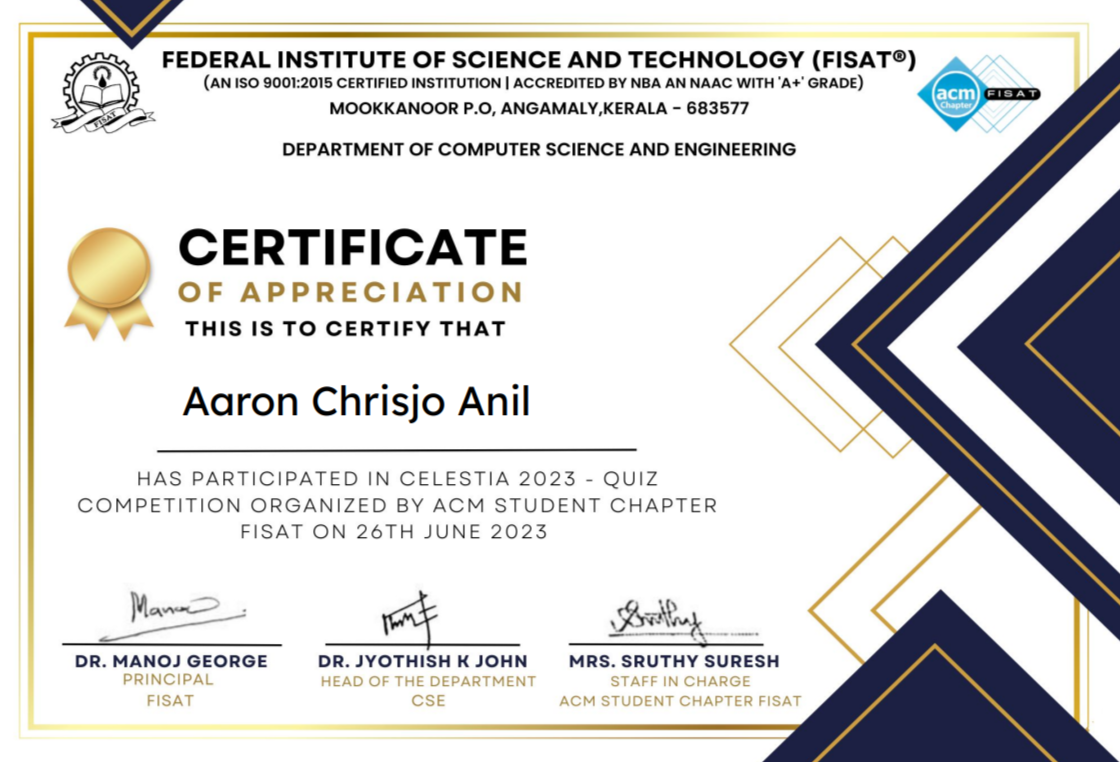 FEDERAL INSTITUTE OF SCIENCE AND TECHNOLOGY (FISAT®)
(AN ISO 9001:2015 CERTIFIED INSTITUTION | ACCREDITED BY NBA AN NAAC WITH 'A+' GRADE)
MOOKKANOOR P.O, ANGAMALY,KERALA - 683577
DEPARTMENT OF COMPUTER SCIENCE AND ENGINEERING
FISAT
acm
Chapter
FISAT
CERTIFICATE
OF APPRECIATION
THIS IS TO CERTIFY THAT
Aaron Chrisjo Anil
HAS PARTICIPATED IN CELESTIA 2023 - QUIZ
COMPETITION ORGANIZED BY ACM STUDENT CHAPTER
FISAT ON 26TH JUNE 2023
Sruthy
DR. MANOJ GEORGE
PRINCIPAL
FISAT
DR. JYOTHISH K JOHN
HEAD OF THE DEPARTMENT
CSE
MRS. SRUTHY SURESH
STAFF IN CHARGE
ACM STUDENT CHAPTER FISAT